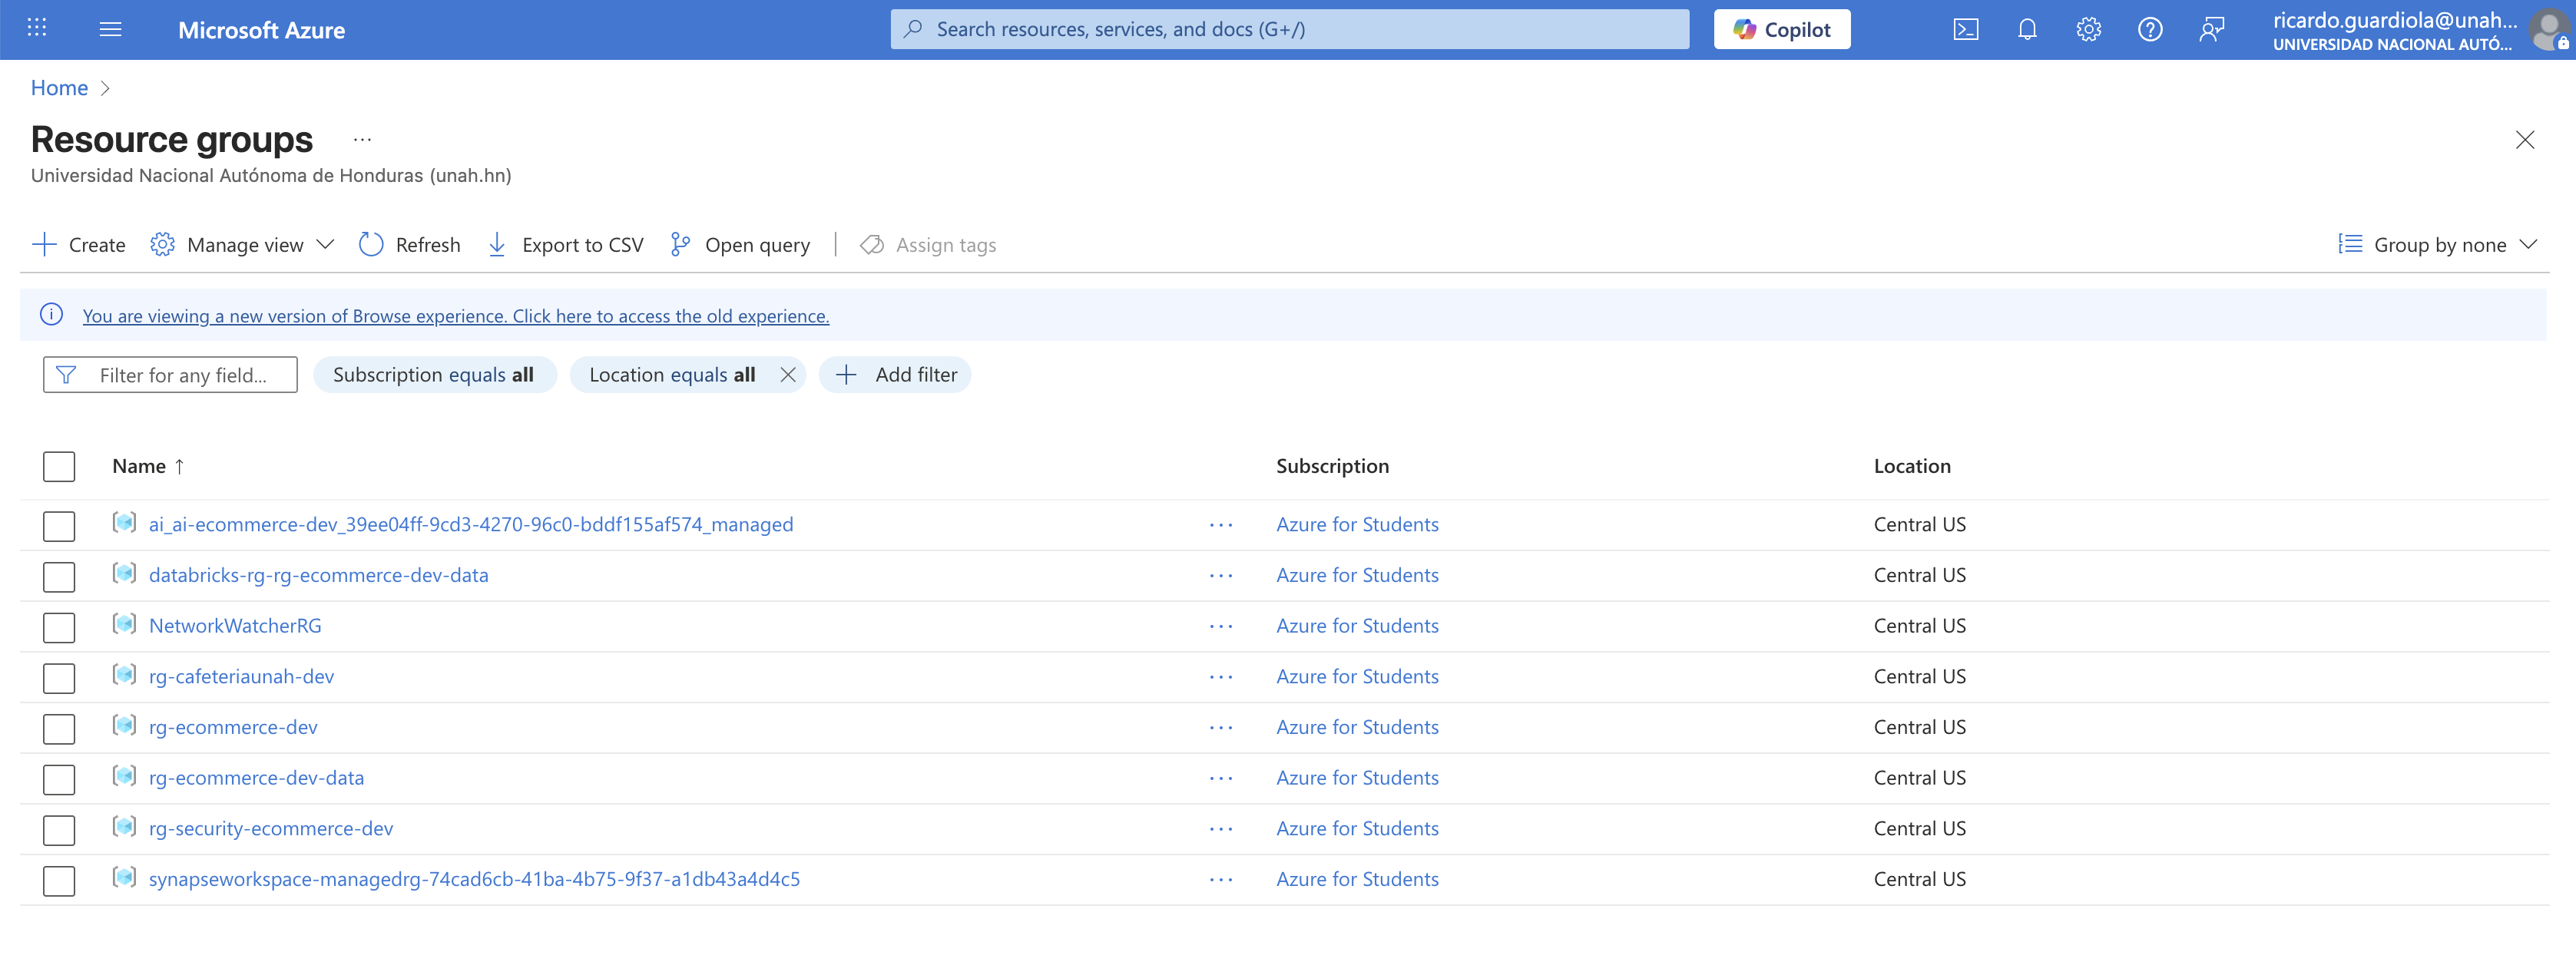 Microsoft Azure
Search resources, services, and docs (G+/)
Copilot
ricardo.guardiola@unah...
UNIVERSIDAD NACIONAL AUTÓ...
Home
Resource groups ...
Universidad Nacional Autónoma de Honduras (unah.hn)
Create Manage view Refresh Export to CSV Open query Assign tags Group by none
You are viewing a new version of Browse experience. Click here to access the old experience.
Filter for any field... Subscription equals all Location equals all Add filter
Name ↑ Subscription Location
ai_ai-ecommerce-dev_39ee04ff-9cd3-4270-96c0-bddf155af574_managed ... Azure for Students Central US
databricks-rg-rg-ecommerce-dev-data ... Azure for Students Central US
NetworkWatcherRG ... Azure for Students Central US
rg-cafeteriaunah-dev ... Azure for Students Central US
rg-ecommerce-dev ... Azure for Students Central US
rg-ecommerce-dev-data ... Azure for Students Central US
rg-security-ecommerce-dev ... Azure for Students Central US
synapseworkspace-managedrg-74cad6cb-41ba-4b75-9f37-a1db43a4d4c5 ... Azure for Students Central US